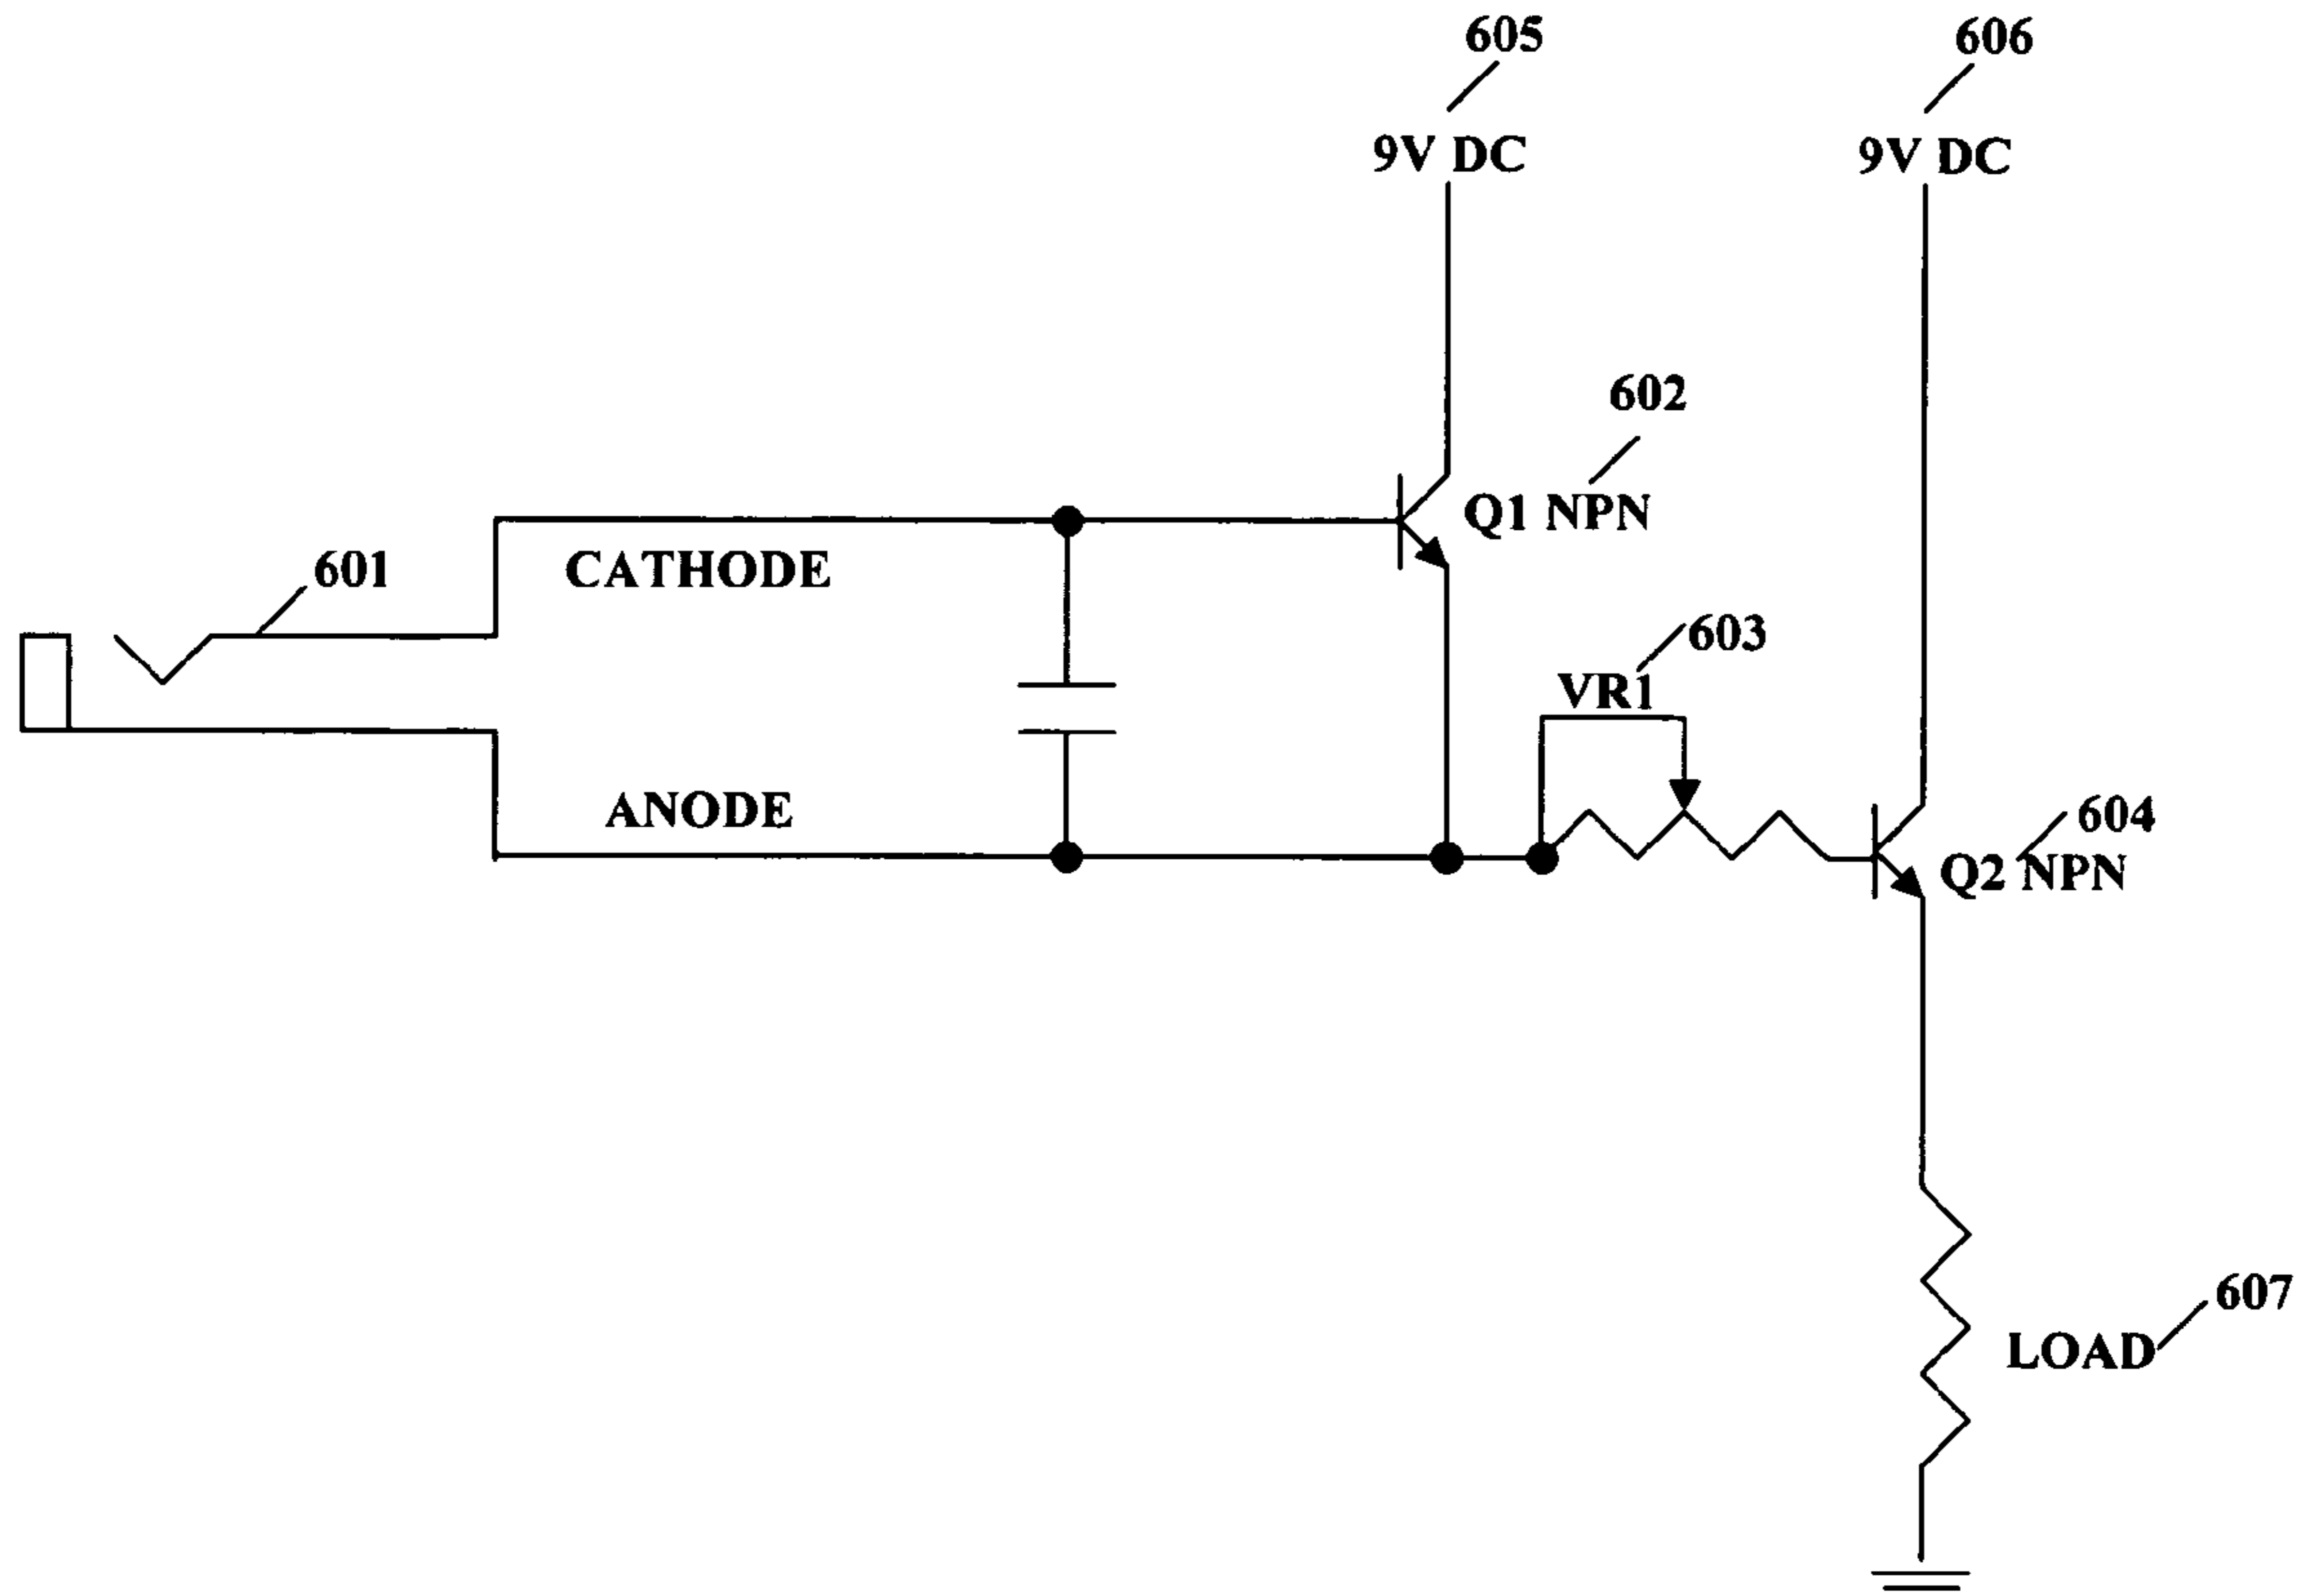 605
606
9V DC
9V DC
602
Q1 NPN
601
CATHODE
603
VR1
ANODE
604
Q2 NPN
607
LOAD